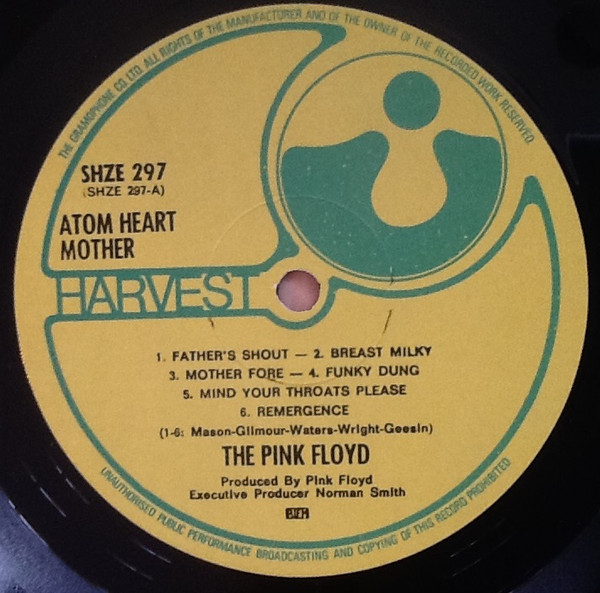 THE GRAMOPHONE CO. LTD. ALL RIGHTS OF THE MANUFACTURER AND OF THE OWNER OF THE RECORDED WORK RESERVED
SHZE 297
(SHZE 297-A)
ATOM HEART
MOTHER
HARVEST
1. FATHER'S SHOUT — 2. BREAST MILKY
3. MOTHER FORE — 4. FUNKY DUNG
5. MIND YOUR THROATS PLEASE
6. REMERGENCE
(1-6: Mason-Gilmour-Waters-Wright-Geesin)
THE PINK FLOYD
Produced By Pink Floyd
Executive Producer Norman Smith
UNAUTHORISED PUBLIC PERFORMANCE BROADCASTING AND COPYING OF THIS RECORD PROHIBITED